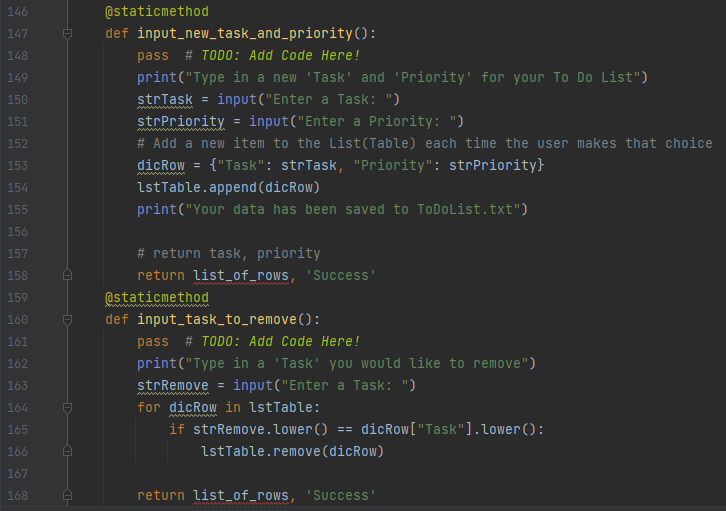 146 @staticmethod
147 def input_new_task_and_priority():
148 pass  # TODO: Add Code Here!
149 print("Type in a new 'Task' and 'Priority' for your To Do List")
150 strTask = input("Enter a Task: ")
151 strPriority = input("Enter a Priority: ")
152 # Add a new item to the List(Table) each time the user makes that choice
153 dicRow = {"Task": strTask, "Priority": strPriority}
154 lstTable.append(dicRow)
155 print("Your data has been saved to ToDoList.txt")
156
157 # return task, priority
158 return list_of_rows, 'Success'
159 @staticmethod
160 def input_task_to_remove():
161 pass  # TODO: Add Code Here!
162 print("Type in a 'Task' you would like to remove")
163 strRemove = input("Enter a Task: ")
164 for dicRow in lstTable:
165 if strRemove.lower() == dicRow["Task"].lower():
166 lstTable.remove(dicRow)
167
168 return list_of_rows, 'Success'